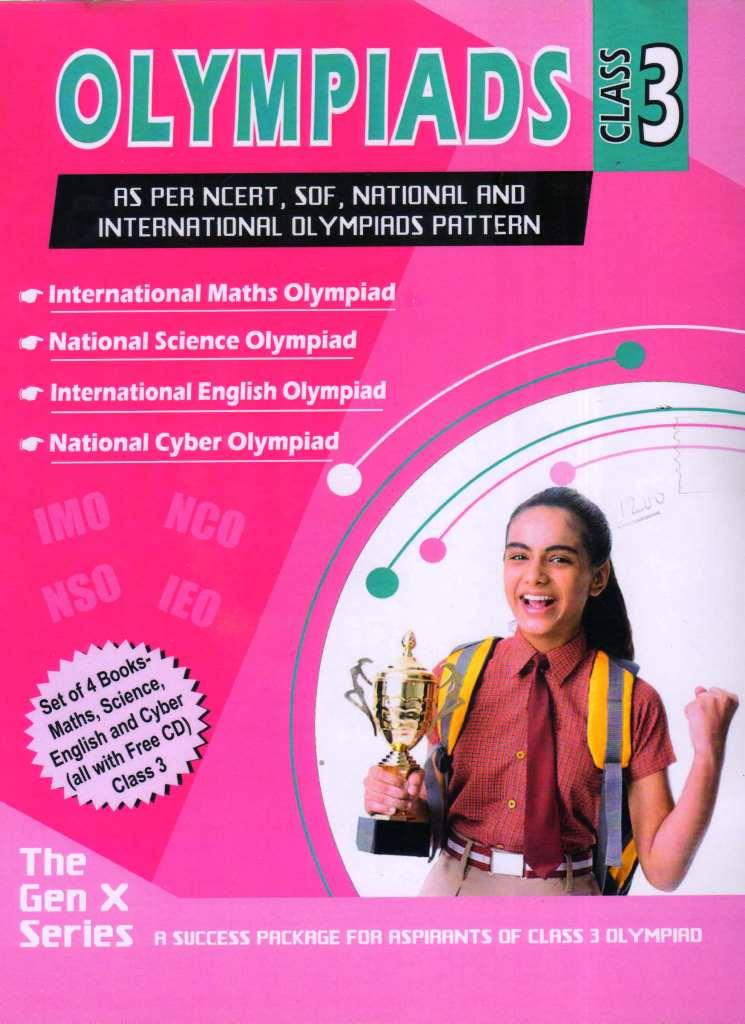 OLYMPIADS
CLASS 3
AS PER NCERT, SOF, NATIONAL AND
INTERNATIONAL OLYMPIADS PATTERN
International Maths Olympiad
National Science Olympiad
International English Olympiad
National Cyber Olympiad
IMO
NCO
NSO
IEO
1200
Set of 4 Books-
Maths, Science,
English and Cyber
(all with Free CD)
Class 3
The
Gen X
Series
A SUCCESS PACKAGE FOR ASPIRANTS OF CLASS 3 OLYMPIAD